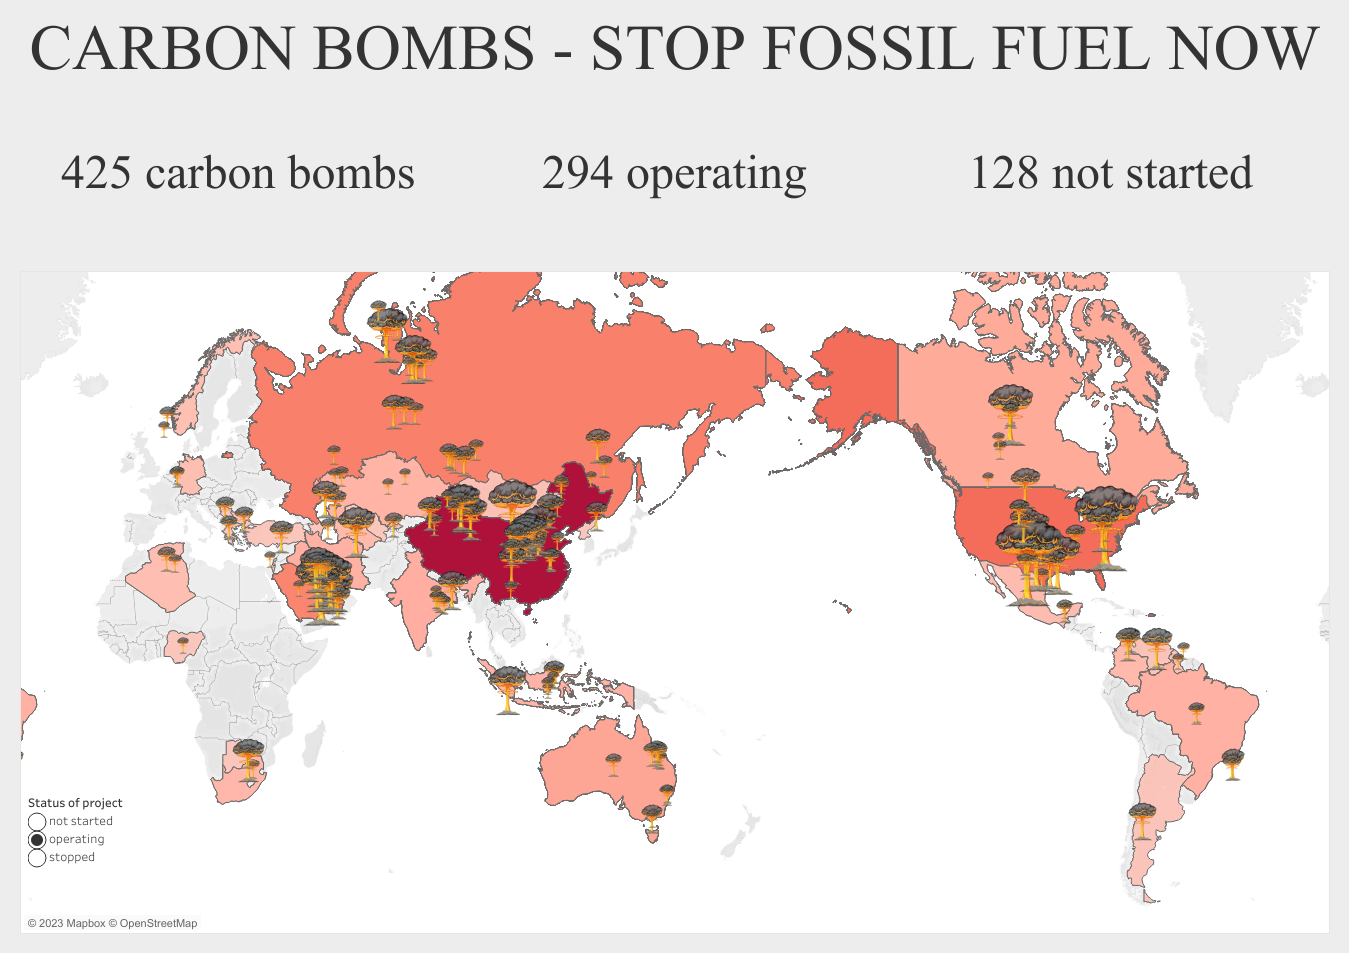 CARBON BOMBS - STOP FOSSIL FUEL NOW
425 carbon bombs
294 operating
128 not started
Status of project
not started
operating
stopped
© 2023 Mapbox © OpenStreetMap